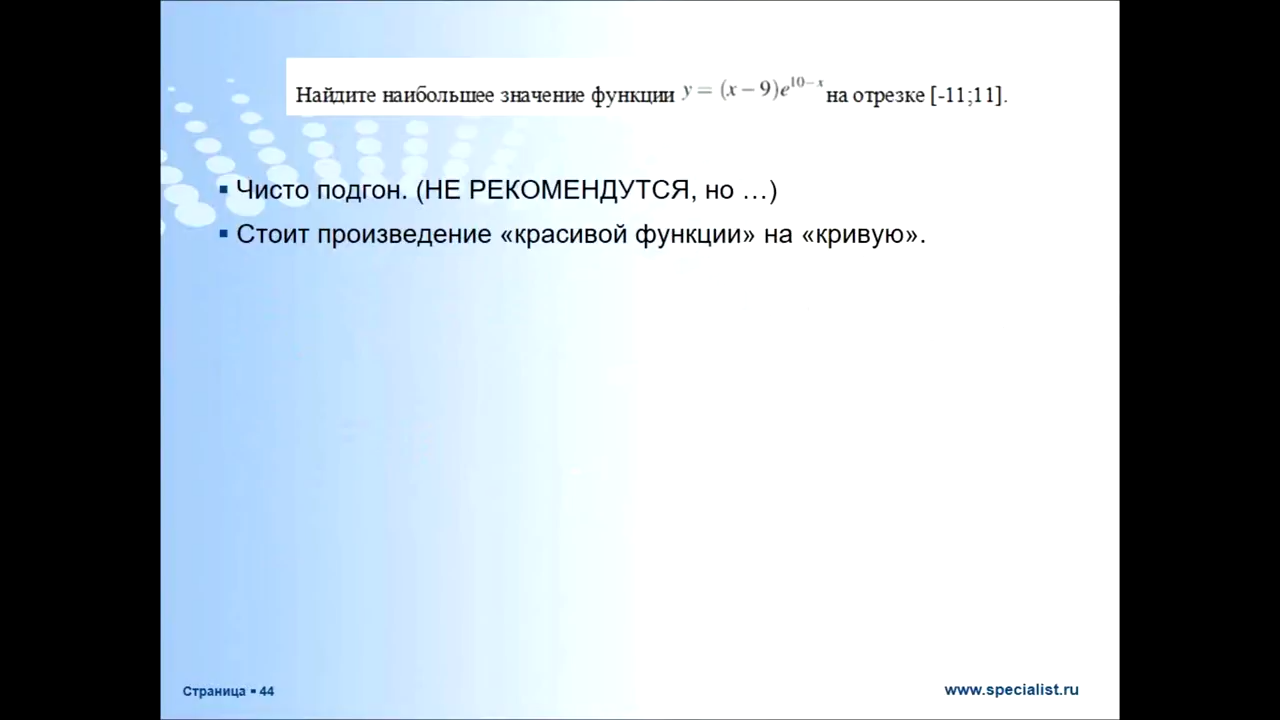 Найдите наибольшее значение функции y = (x − 9)e^{10−x} на отрезке [-11;11].
▪ Чисто подгон. (НЕ РЕКОМЕНДУТСЯ, но …)
▪ Стоит произведение «красивой функции» на «кривую».
Страница ▪ 44
www.specialist.ru